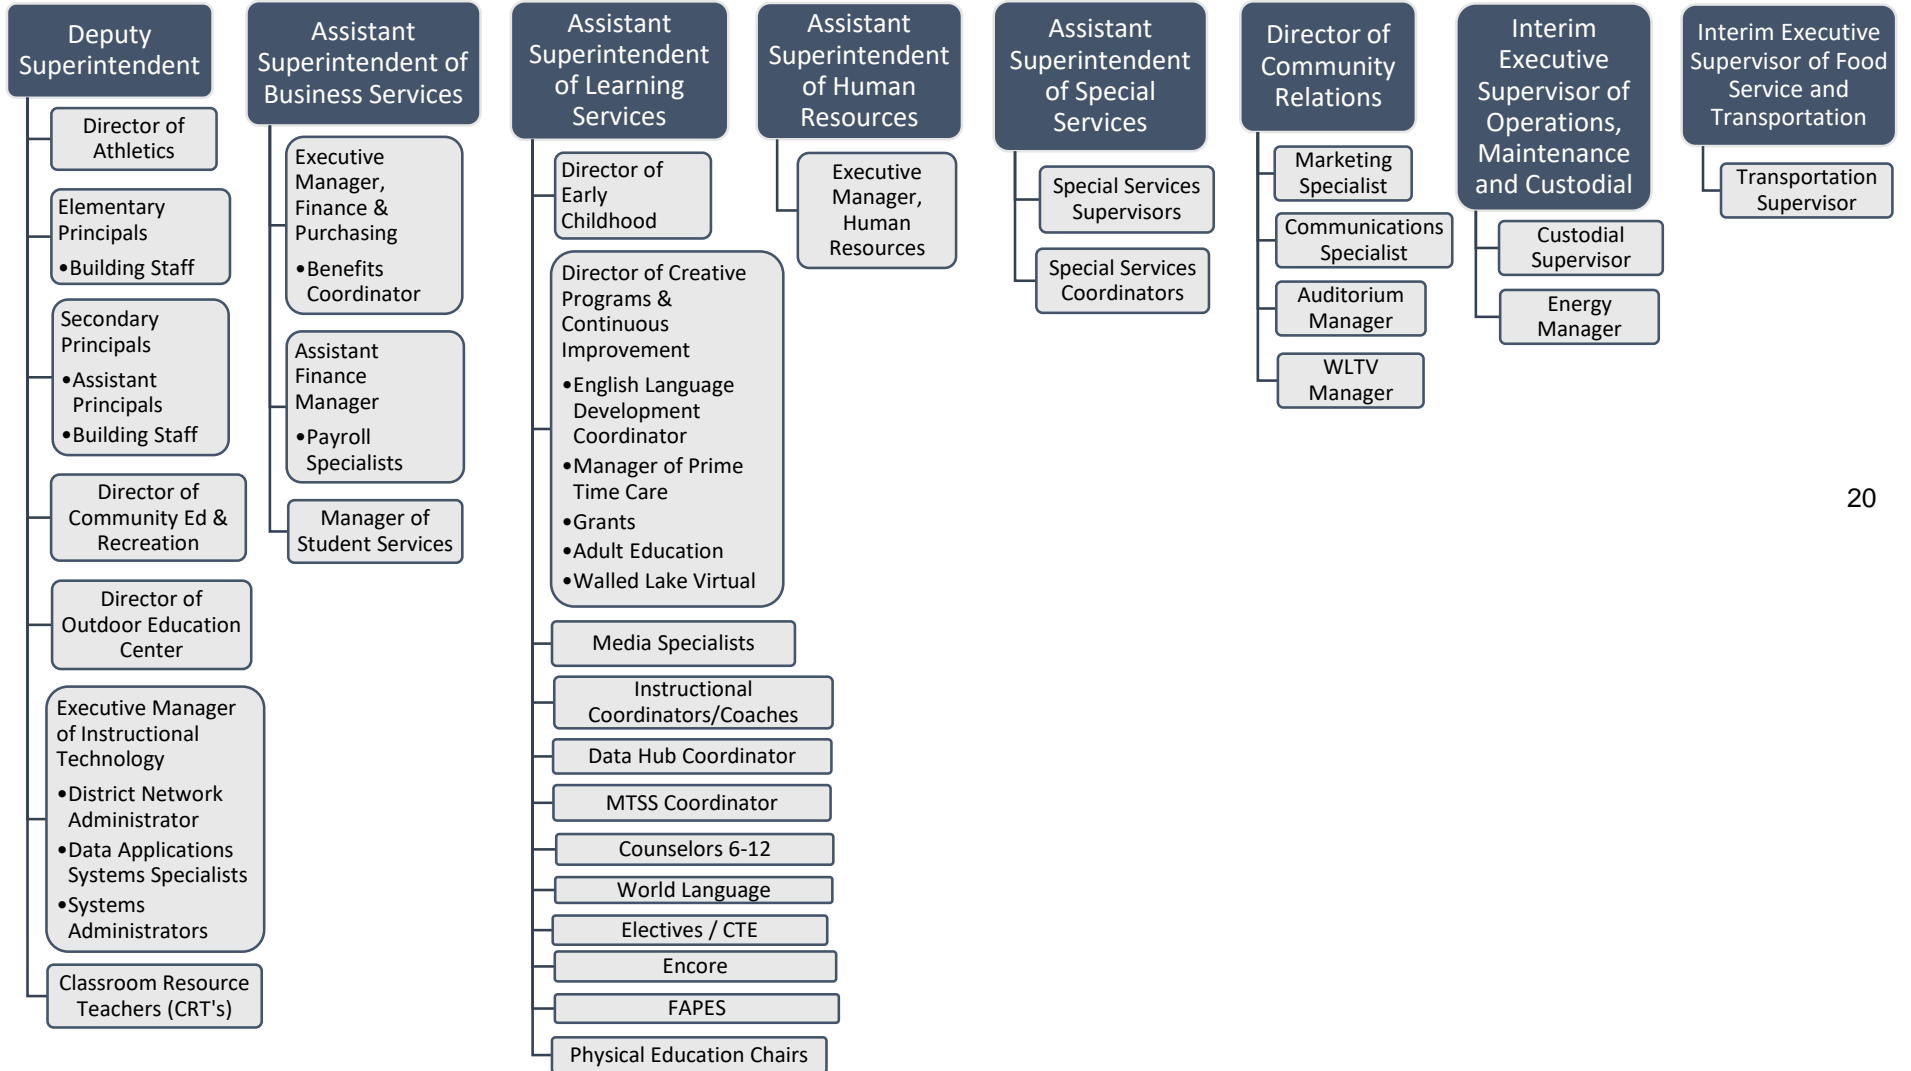 Deputy
Superintendent
Director of
Athletics
Elementary
Principals
•Building Staff
Secondary
Principals
•Assistant
Principals
•Building Staff
Director of
Community Ed &
Recreation
Director of
Outdoor Education
Center
Executive Manager
of Instructional
Technology
•District Network
Administrator
•Data Applications
Systems Specialists
•Systems
Administrators
Classroom Resource
Teachers (CRT's)
Assistant
Superintendent of
Business Services
Executive
Manager,
Finance &
Purchasing
•Benefits
Coordinator
Assistant
Finance
Manager
•Payroll
Specialists
Manager of
Student Services
Assistant
Superintendent
of Learning
Services
Director of
Early
Childhood
Director of Creative
Programs &
Continuous
Improvement
•English Language
Development
Coordinator
•Manager of Prime
Time Care
•Grants
•Adult Education
•Walled Lake Virtual
Media Specialists
Instructional
Coordinators/Coaches
Data Hub Coordinator
MTSS Coordinator
Counselors 6-12
World Language
Electives / CTE
Encore
FAPES
Physical Education Chairs
Assistant
Superintendent
of Human
Resources
Executive
Manager,
Human
Resources
Assistant
Superintendent
of Special
Services
Special Services
Supervisors
Special Services
Coordinators
Director of
Community
Relations
Marketing
Specialist
Communications
Specialist
Auditorium
Manager
WLTV
Manager
Interim
Executive
Supervisor of
Operations,
Maintenance
and Custodial
Custodial
Supervisor
Energy
Manager
Interim Executive
Supervisor of Food
Service and
Transportation
Transportation
Supervisor
20